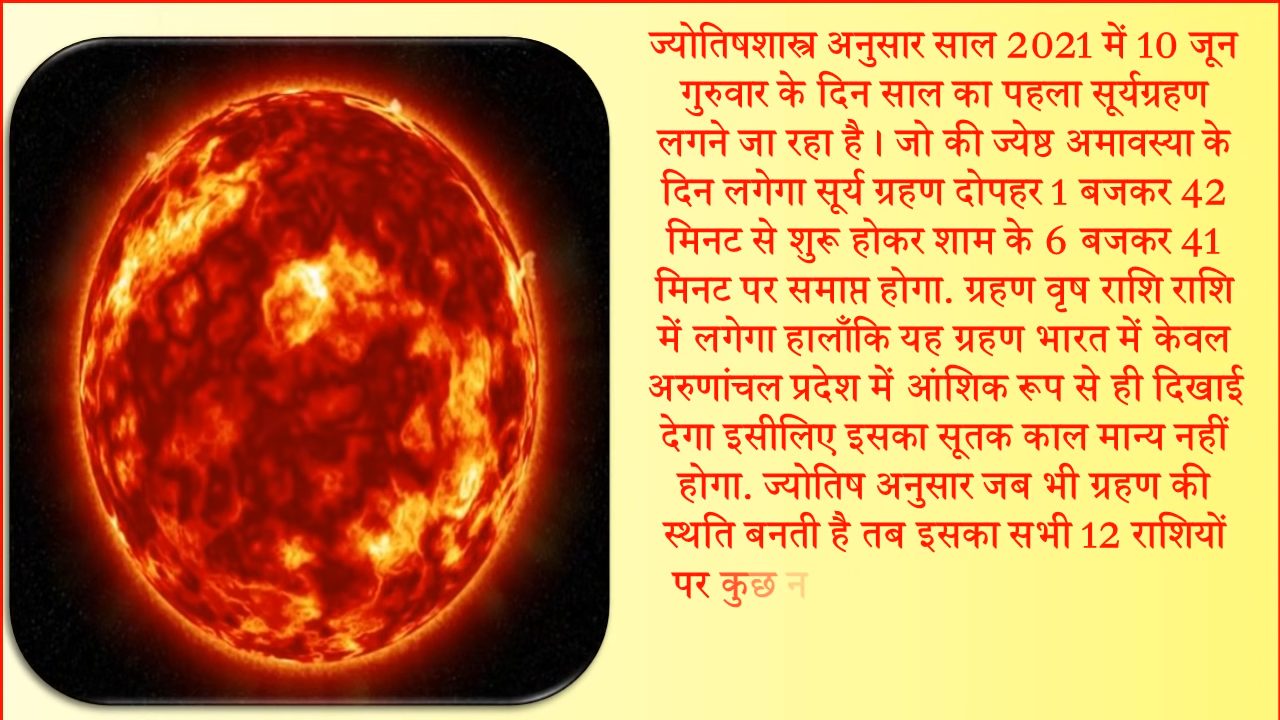 ज्योतिषशास्त्र अनुसार साल 2021 में 10 जून
गुरुवार के दिन साल का पहला सूर्यग्रहण
लगने जा रहा है । जो की ज्येष्ठ अमावस्या के
दिन लगेगा सूर्य ग्रहण दोपहर 1 बजकर 42
मिनट से शुरू होकर शाम के 6 बजकर 41
मिनट पर समाप्त होगा. ग्रहण वृष राशि राशि
में लगेगा हालाँकि यह ग्रहण भारत में केवल
अरुणांचल प्रदेश में आंशिक रूप से ही दिखाई
देगा इसीलिए इसका सूतक काल मान्य नहीं
होगा. ज्योतिष अनुसार जब भी ग्रहण की
स्थति बनती है तब इसका सभी 12 राशियों
पर कुछ न